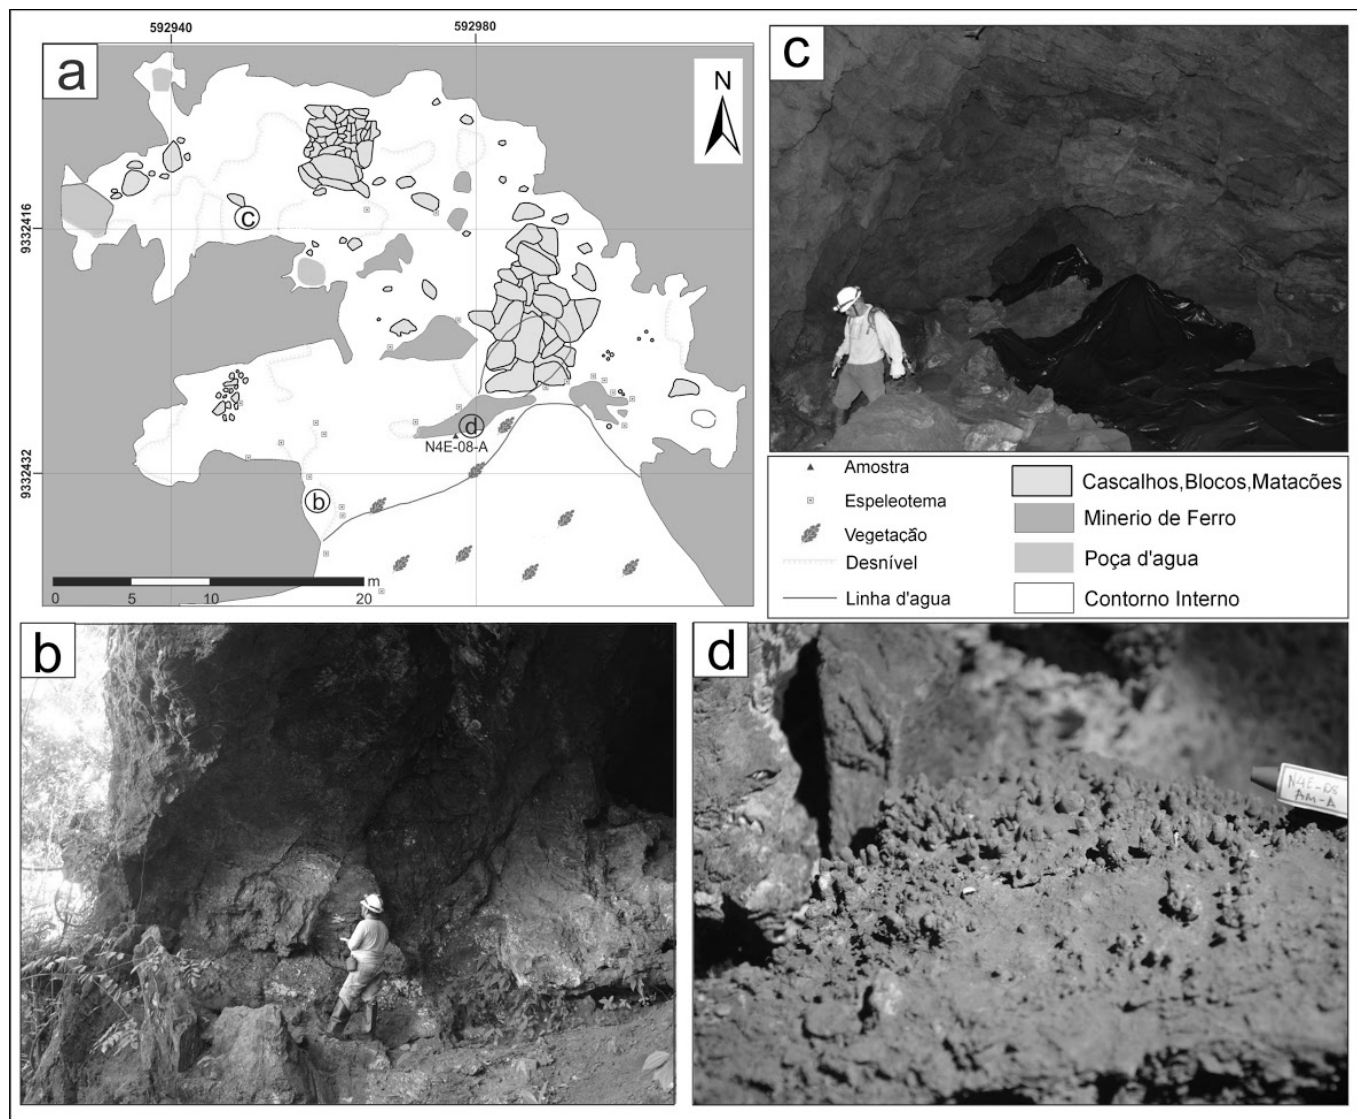 592940
592980
a
N
c
9332416
c
d
N4E-08-A
9332432
b
m
0
5
10
20
Amostra
Espeleotema
Vegetação
Desnível
Linha d'agua
Cascalhos,Blocos,Matacões
Minerio de Ferro
Poça d'agua
Contorno Interno
b
d
N4E-08
AM-A